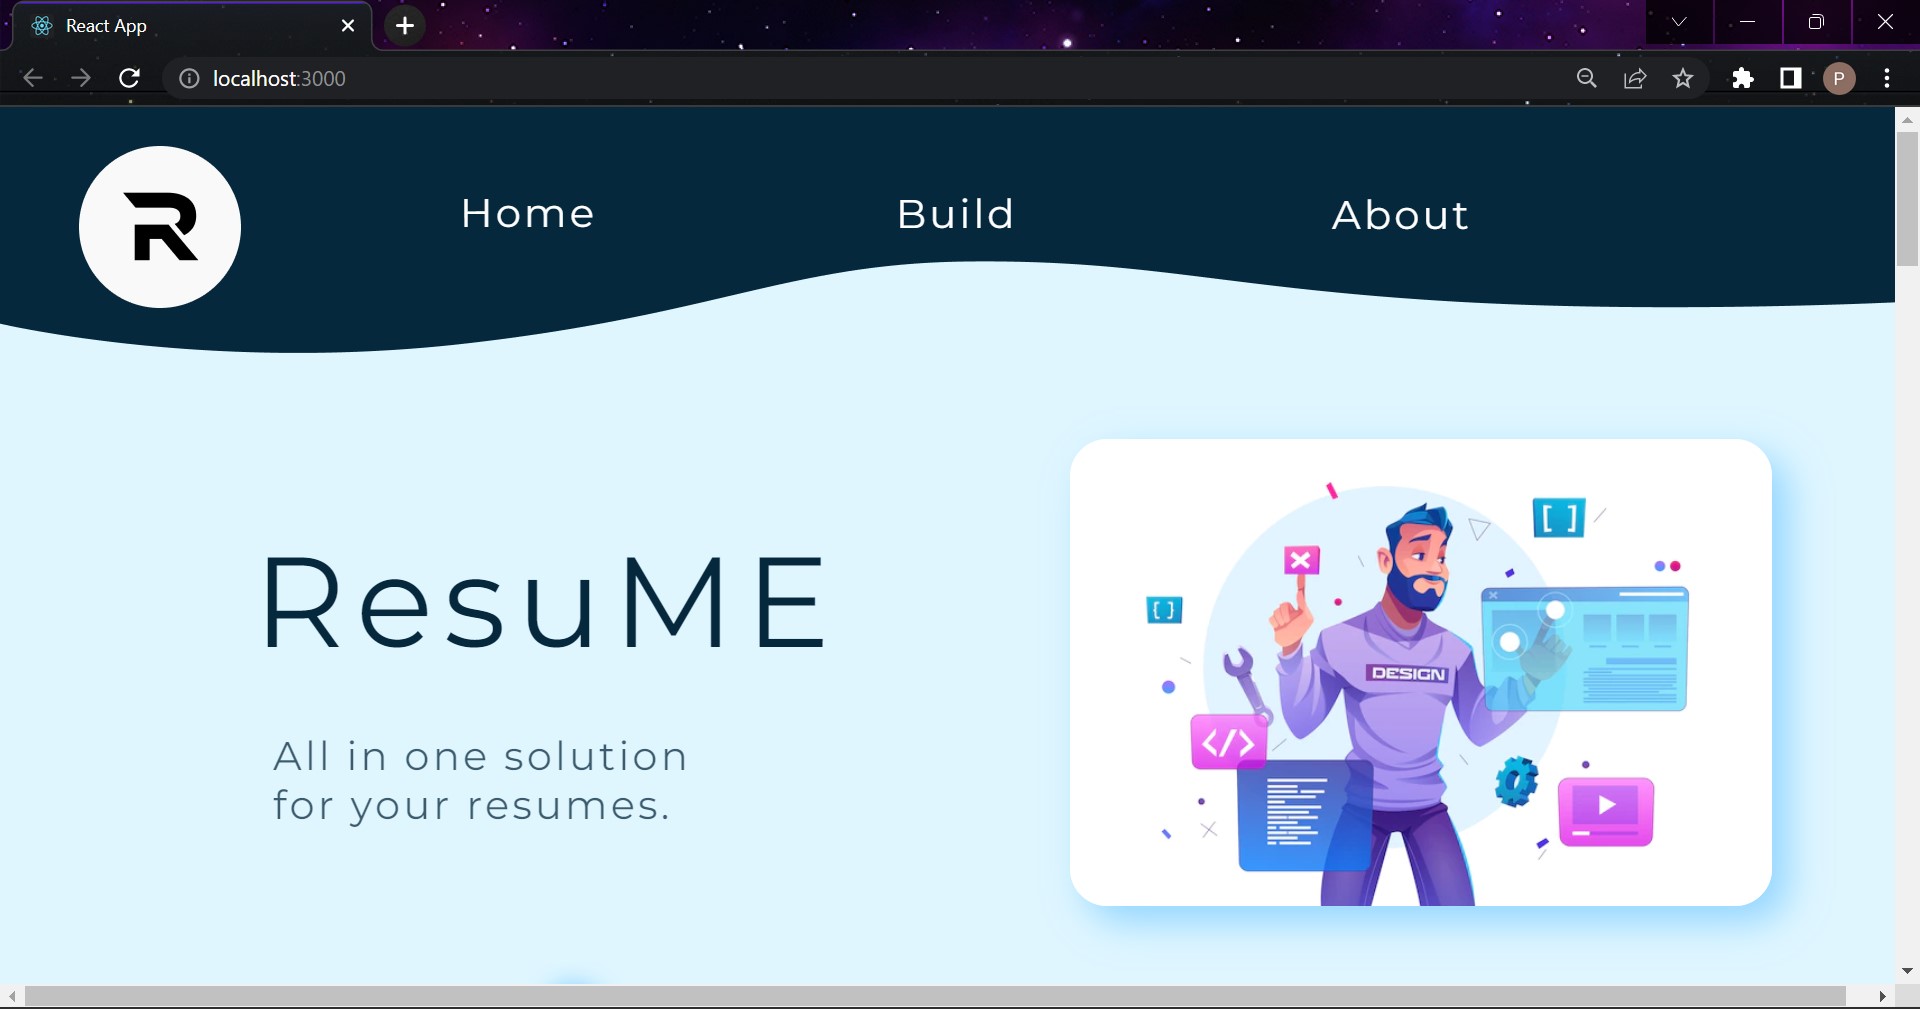 React App
localhost:3000
P
R
Home
Build
About
ResuME
All in one solution
for your resumes.
[ ]
{ }
DESIGN
</>